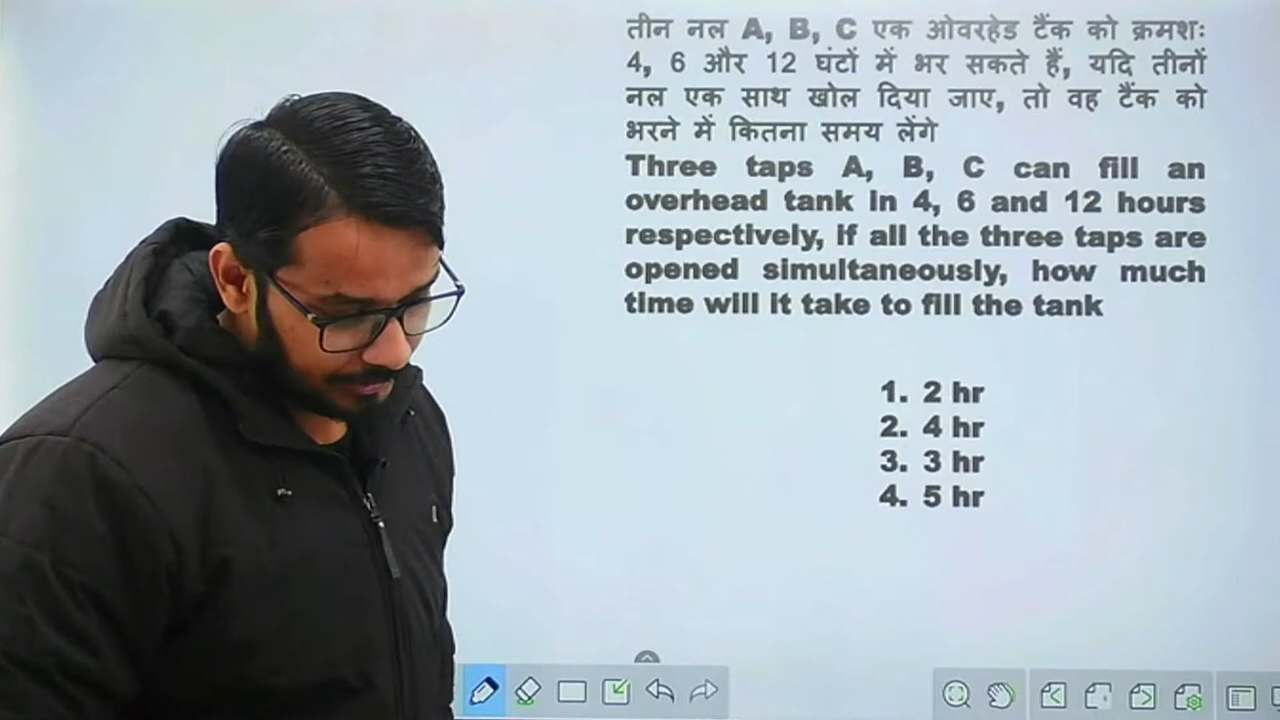 तीन नल A, B, C एक ओवरहेड टैंक को क्रमशः
4, 6 और 12 घंटों में भर सकते हैं, यदि तीनों
नल एक साथ खोल दिया जाए, तो वह टैंक को
भरने में कितना समय लेंगे
Three taps A, B, C can fill an
overhead tank in 4, 6 and 12 hours
respectively, if all the three taps are
opened simultaneously, how much
time will it take to fill the tank
1. 2 hr
2. 4 hr
3. 3 hr
4. 5 hr